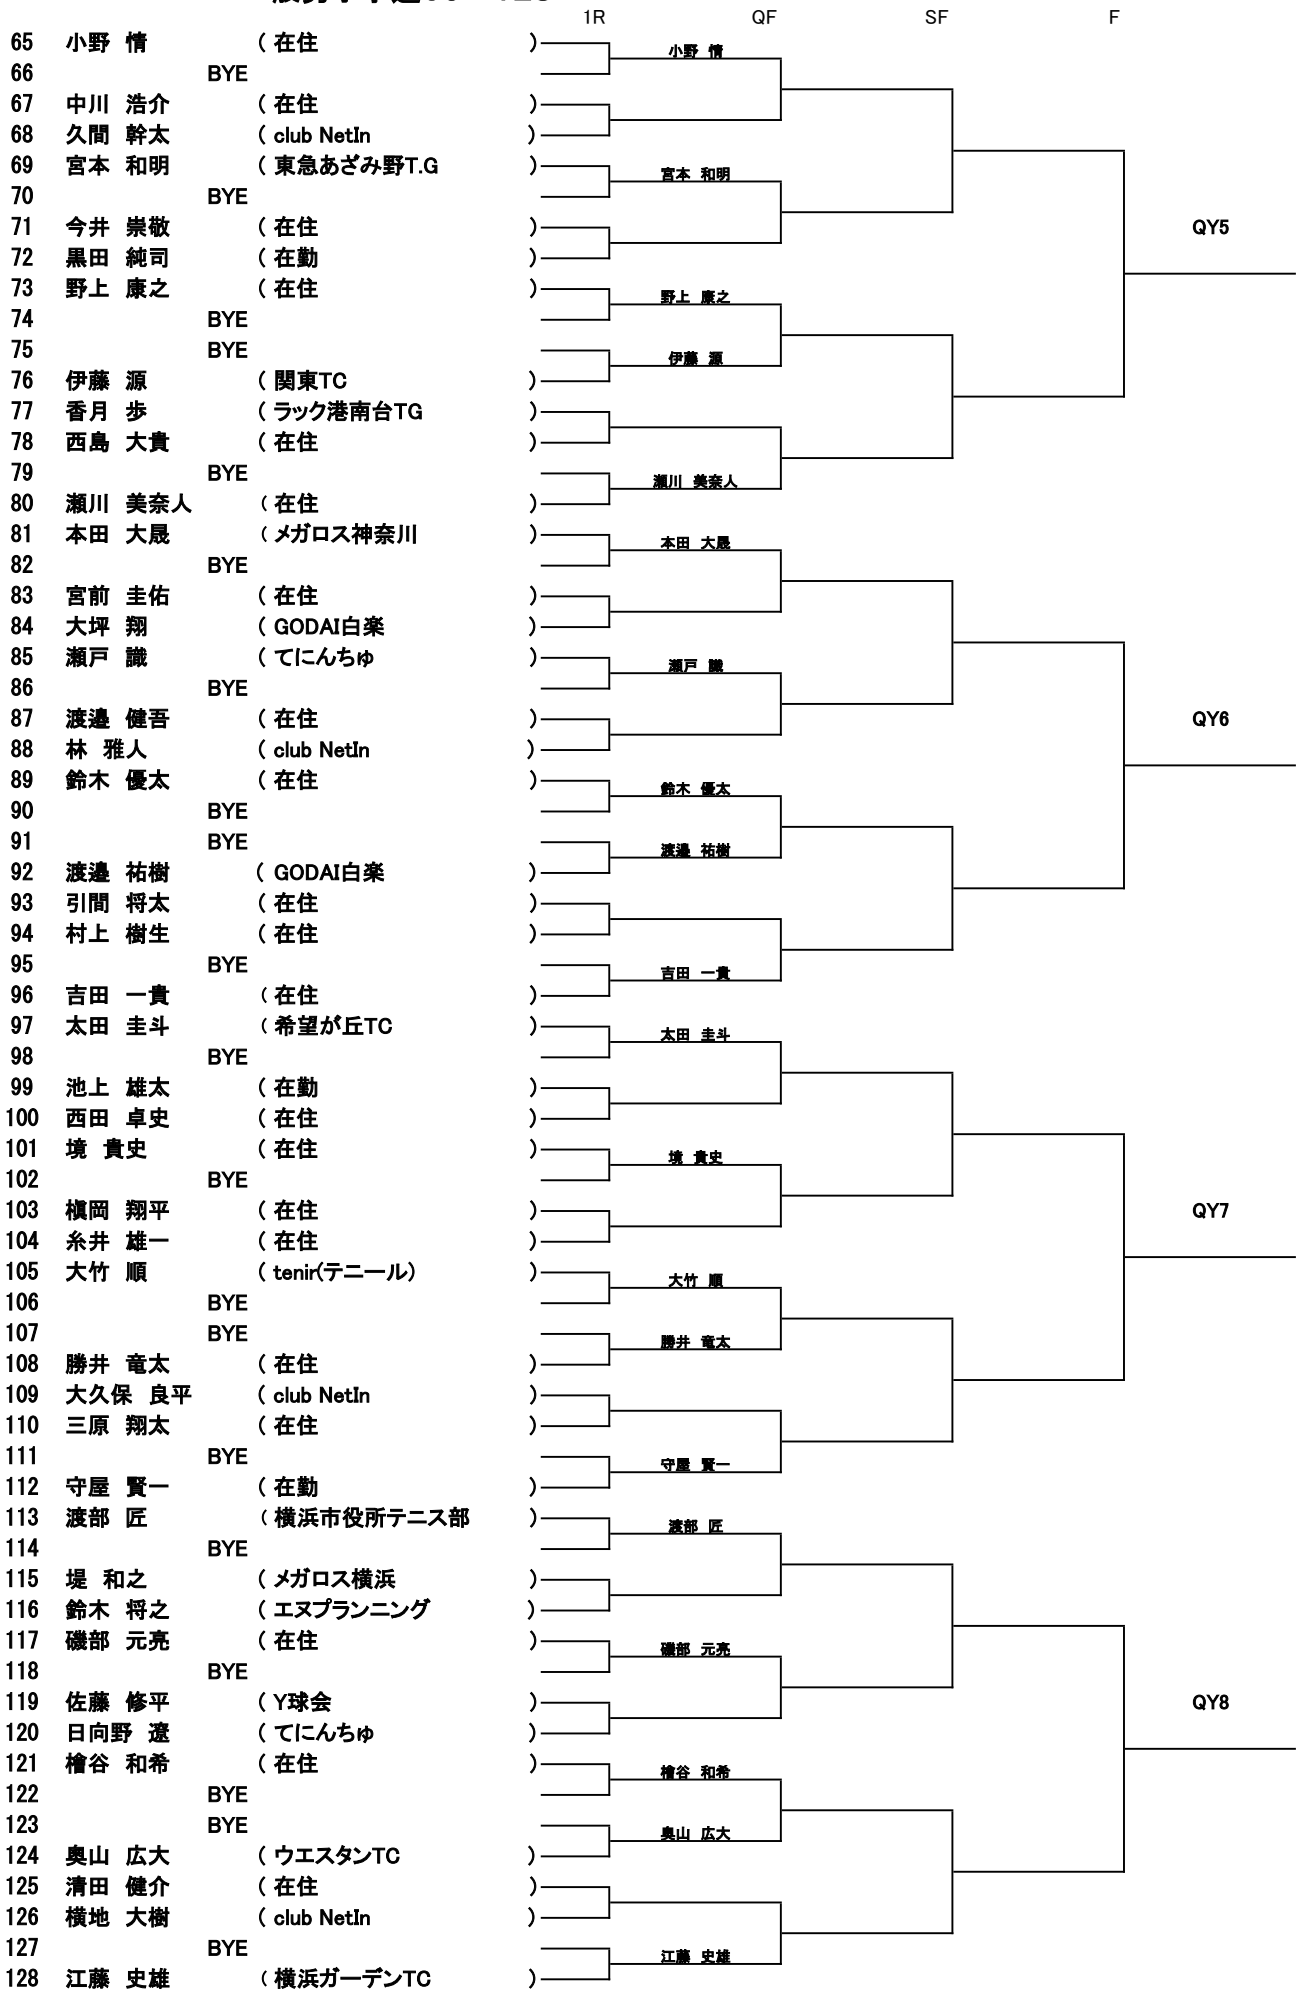 1R QF SF F
65 小野 情 ( 在住 )
小野 情
66 BYE
67 中川 浩介 ( 在住 )
68 久間 幹太 ( club NetIn )
69 宮本 和明 ( 東急あざみ野T.G )
宮本 和明
70 BYE
71 今井 崇敬 ( 在住 )
QY5
72 黒田 純司 ( 在勤 )
73 野上 康之 ( 在住 )
野上 康之
74 BYE
75 BYE
伊藤 源
76 伊藤 源 ( 関東TC )
77 香月 歩 ( ラック港南台TG )
78 西島 大貴 ( 在住 )
79 BYE
瀬川 美奈人
80 瀬川 美奈人 ( 在住 )
81 本田 大晟 ( メガロス神奈川 )
本田 大晟
82 BYE
83 宮前 圭佑 ( 在住 )
84 大坪 翔 ( GODAI白楽 )
85 瀬戸 識 ( てにんちゅ )
瀬戸 識
86 BYE
87 渡邉 健吾 ( 在住 )
QY6
88 林 雅人 ( club NetIn )
89 鈴木 優太 ( 在住 )
鈴木 優太
90 BYE
91 BYE
渡邉 祐樹
92 渡邉 祐樹 ( GODAI白楽 )
93 引間 将太 ( 在住 )
94 村上 樹生 ( 在住 )
95 BYE
吉田 一貴
96 吉田 一貴 ( 在住 )
97 太田 圭斗 ( 希望が丘TC )
太田 圭斗
98 BYE
99 池上 雄太 ( 在勤 )
100 西田 卓史 ( 在住 )
101 境 貴史 ( 在住 )
境 貴史
102 BYE
103 槇岡 翔平 ( 在住 )
QY7
104 糸井 雄一 ( 在住 )
105 大竹 順 ( tenir(テニール) )
大竹 順
106 BYE
107 BYE
勝井 竜太
108 勝井 竜太 ( 在住 )
109 大久保 良平 ( club NetIn )
110 三原 翔太 ( 在住 )
111 BYE
守屋 賢一
112 守屋 賢一 ( 在勤 )
113 渡部 匠 ( 横浜市役所テニス部 )
渡部 匠
114 BYE
115 堤 和之 ( メガロス横浜 )
116 鈴木 将之 ( エヌプランニング )
117 磯部 元亮 ( 在住 )
磯部 元亮
118 BYE
119 佐藤 修平 ( Y球会 )
QY8
120 日向野 遼 ( てにんちゅ )
121 檜谷 和希 ( 在住 )
檜谷 和希
122 BYE
123 BYE
奥山 広大
124 奥山 広大 ( ウエスタンTC )
125 清田 健介 ( 在住 )
126 横地 大樹 ( club NetIn )
127 BYE
江藤 史雄
128 江藤 史雄 ( 横浜ガーデンTC )